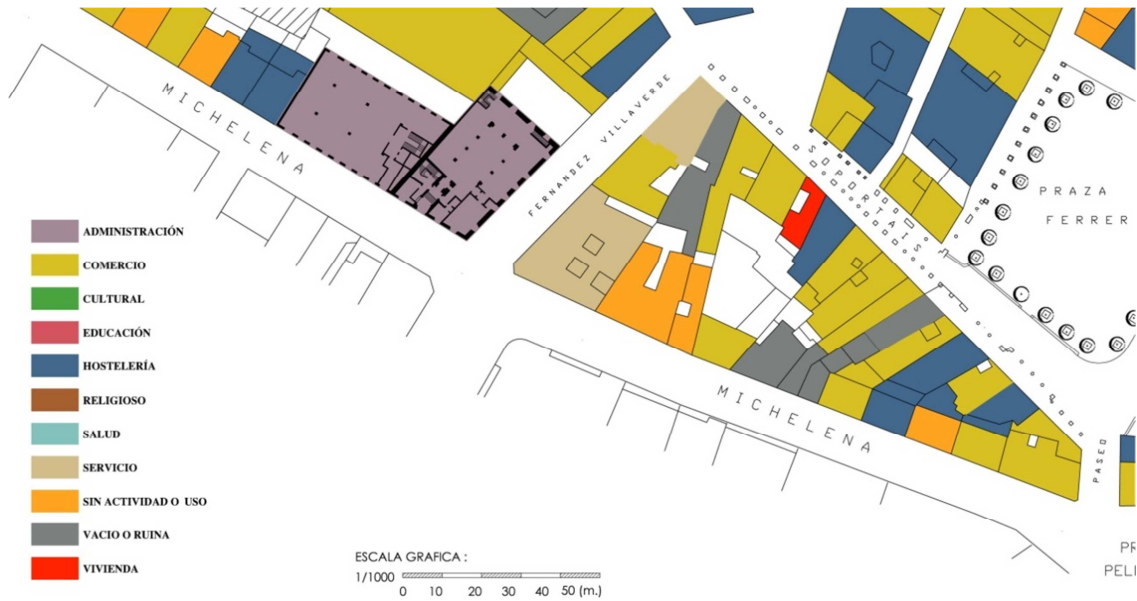 MICHELENA
FERNANDEZ VILLAVERDE
SOPORTAIS
PRAZA
FERRER
ADMINISTRACIÓN
COMERCIO
CULTURAL
EDUCACIÓN
HOSTELERÍA
RELIGIOSO
SALUD
SERVICIO
SIN ACTIVIDAD O USO
VACIO O RUINA
VIVIENDA
MICHELENA
PASEO
PR
PELL
ESCALA GRAFICA :
1/1000
0 10 20 30 40 50 (m.)